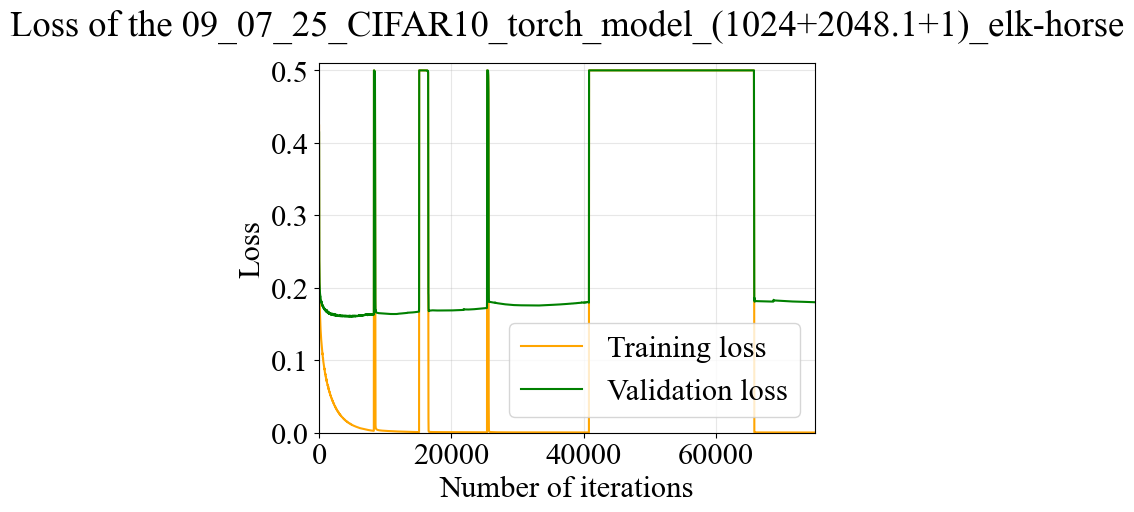 Loss of the 09_07_25_CIFAR10_torch_model_(1024+2048.1+1)_elk-horse
0.5
0.4
0.3
0.2
0.1
0.0
Loss
Training loss
Validation loss
0 20000 40000 60000
Number of iterations